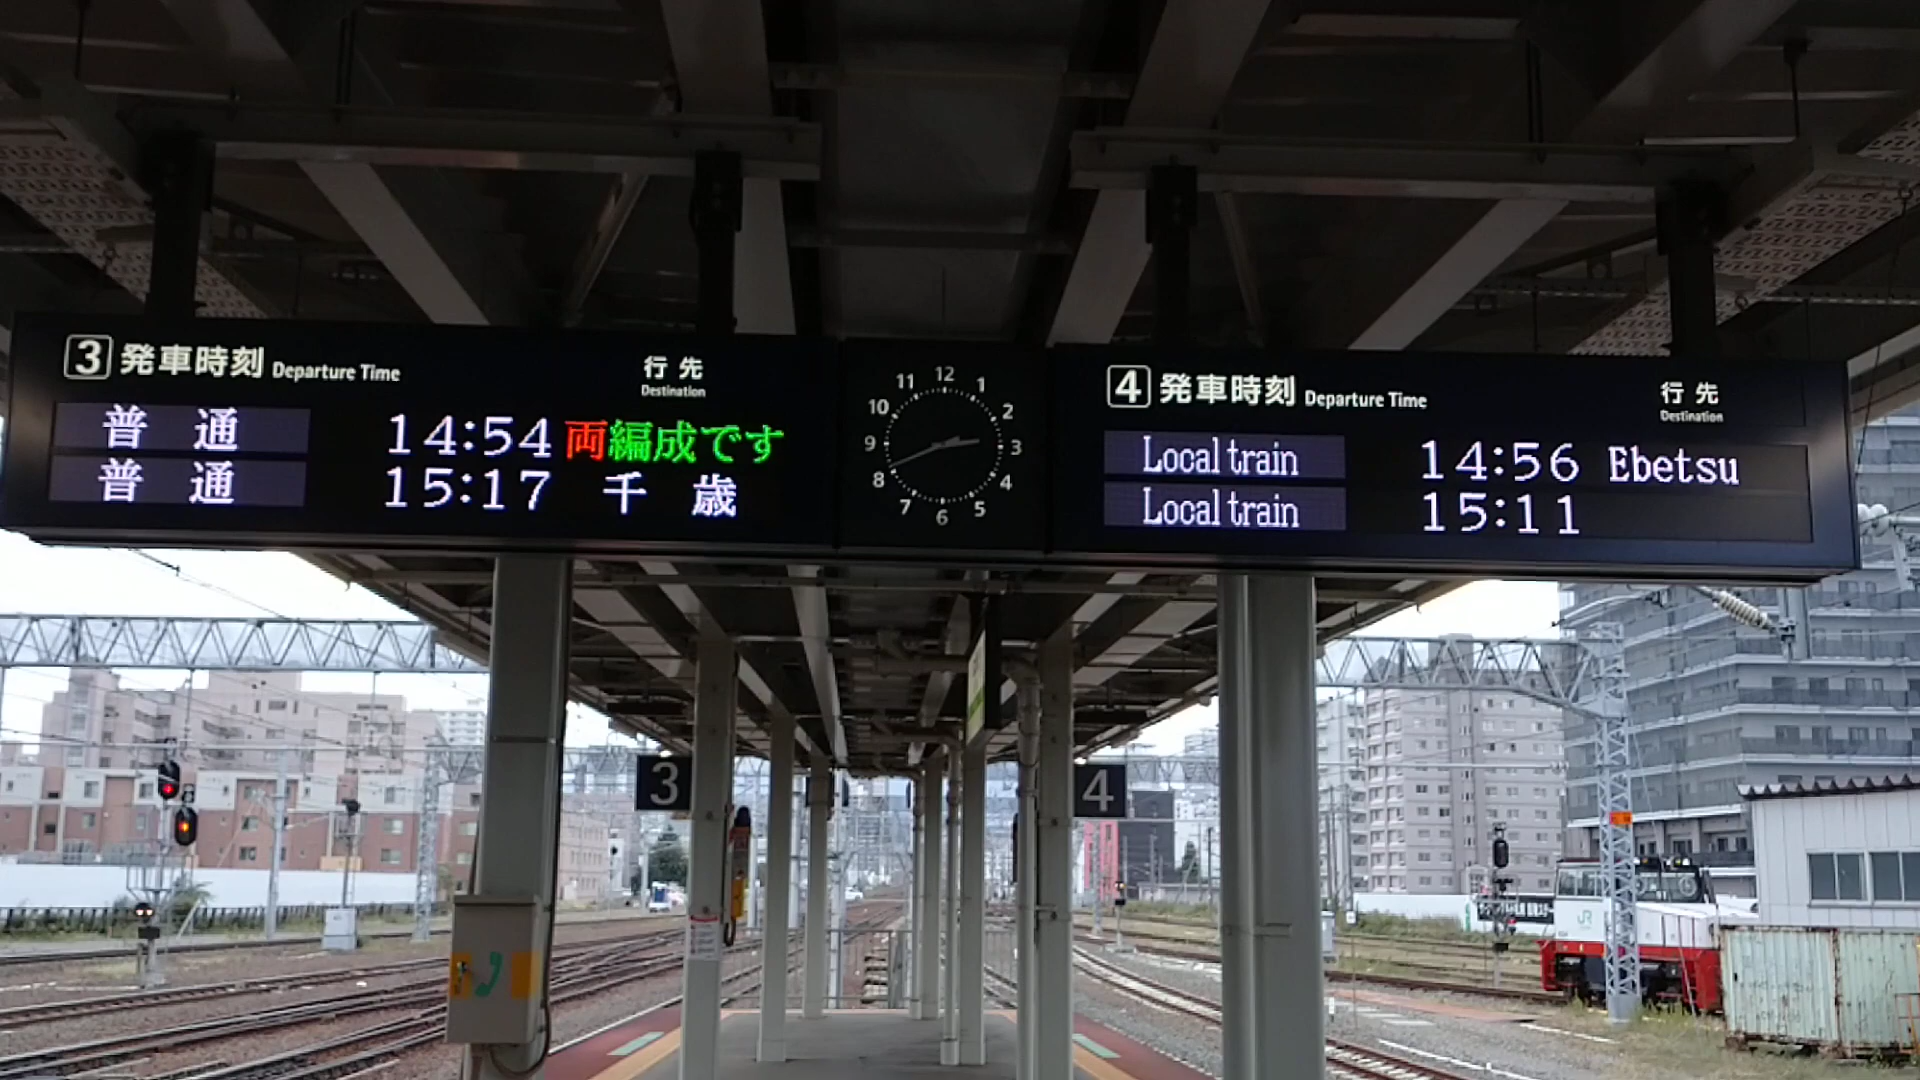 3 発車時刻 Departure Time 行先 Destination
普通 14:54 両編成です
普通 15:17 千歳
12
1
2
3
4
5
6
7
8
9
10
11
4 発車時刻 Departure Time 行先 Destination
Local train 14:56 Ebetsu
Local train 15:11
3
4
JR